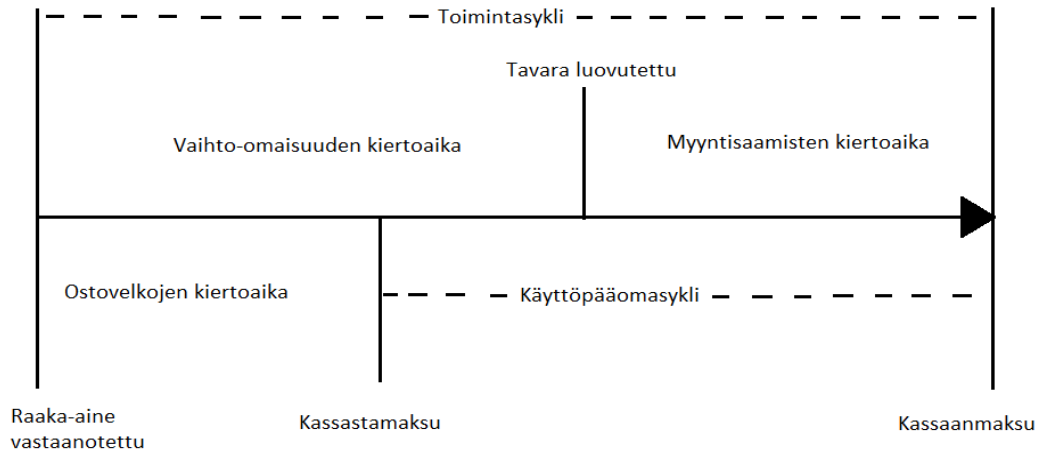 Toimintasykli
Tavara luovutettu
Vaihto-omaisuuden kiertoaika
Myyntisaamisten kiertoaika
Ostovelkojen kiertoaika
Käyttöpääomasykli
Raaka-aine
vastaanotettu
Kassastamaksu
Kassaanmaksu